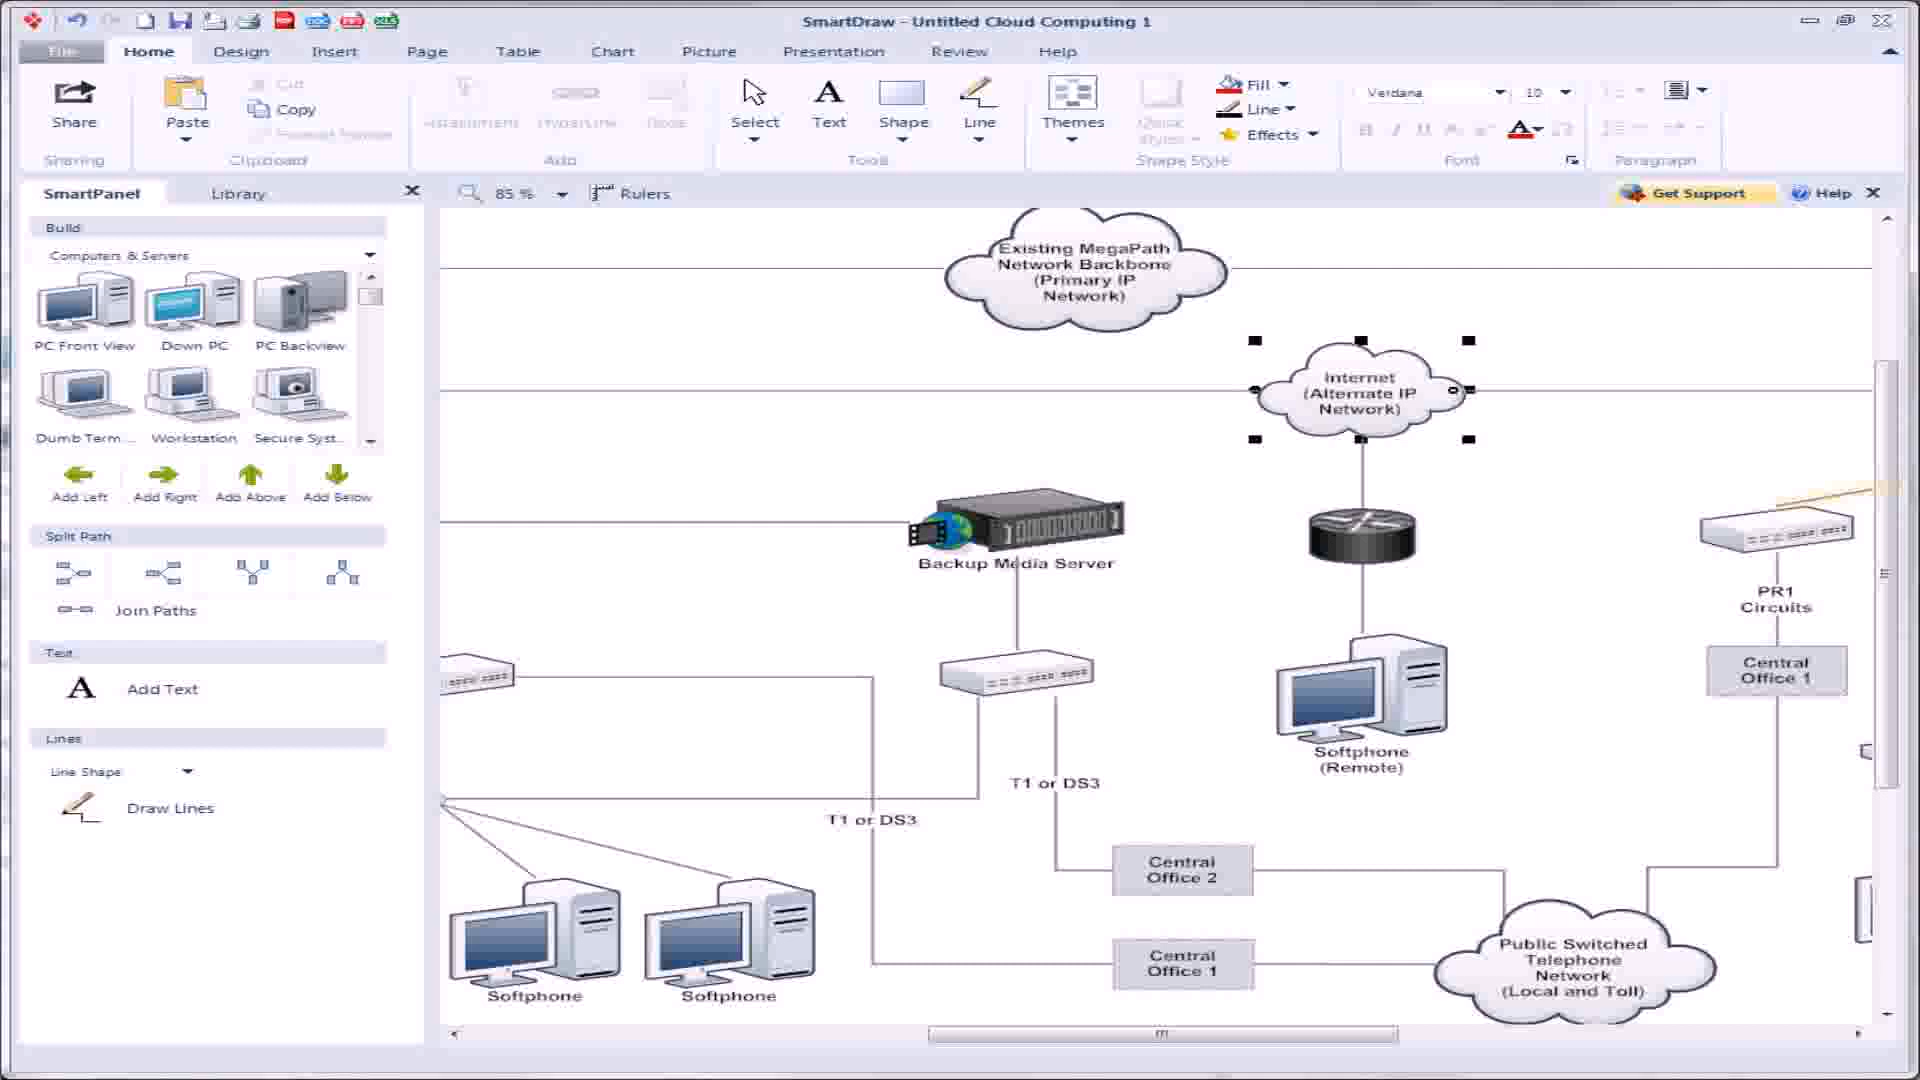 SmartDraw - Untitled Cloud Computing 1
File
Home
Design
Insert
Page
Table
Chart
Picture
Presentation
Review
Help
Share
Paste
Cut
Copy
Select
Text
Shape
Line
Themes
Quick
Styles
Fill
Line
Effects
Verdana
10
Sharing
Clipboard
Add
Tools
Shape Style
Font
Paragraph
SmartPanel
Library
85 %
Rulers
Get Support
Help
Build
Computers & Servers
PC Front View
Down PC
PC Backview
Dumb Term...
Workstation
Secure Syst...
Add Left
Add Right
Add Above
Add Below
Split Path
Join Paths
Text
A Add Text
Lines
Line Shape
Draw Lines
Existing MegaPath
Network Backbone
(Primary IP
Network)
Internet
(Alternate IP
Network)
Backup Media Server
PR1
Circuits
Central
Office 1
Softphone
(Remote)
T1 or DS3
T1 or DS3
Central
Office 2
Central
Office 1
Public Switched
Telephone
Network
(Local and Toll)
Softphone
Softphone